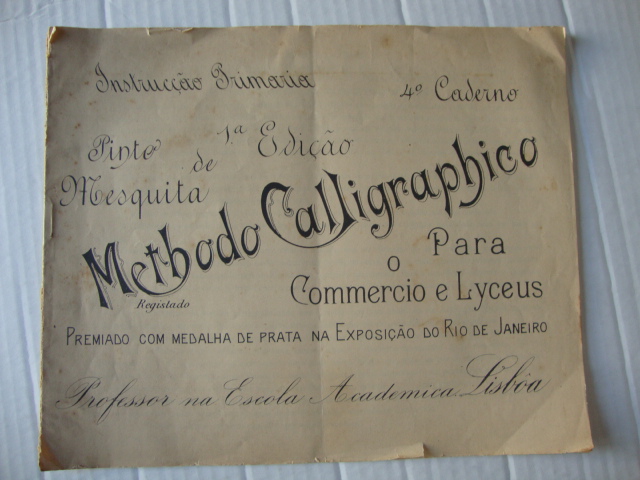 Instrucção Primaria
4º Caderno
1.ª Edição
Pinto de Mesquita
Methodo Calligraphico
Registado
Para
o
Commercio e Lyceus
Premiado com medalha de prata na Exposição do Rio de Janeiro
Professor na Escola Academica. Lisbôa